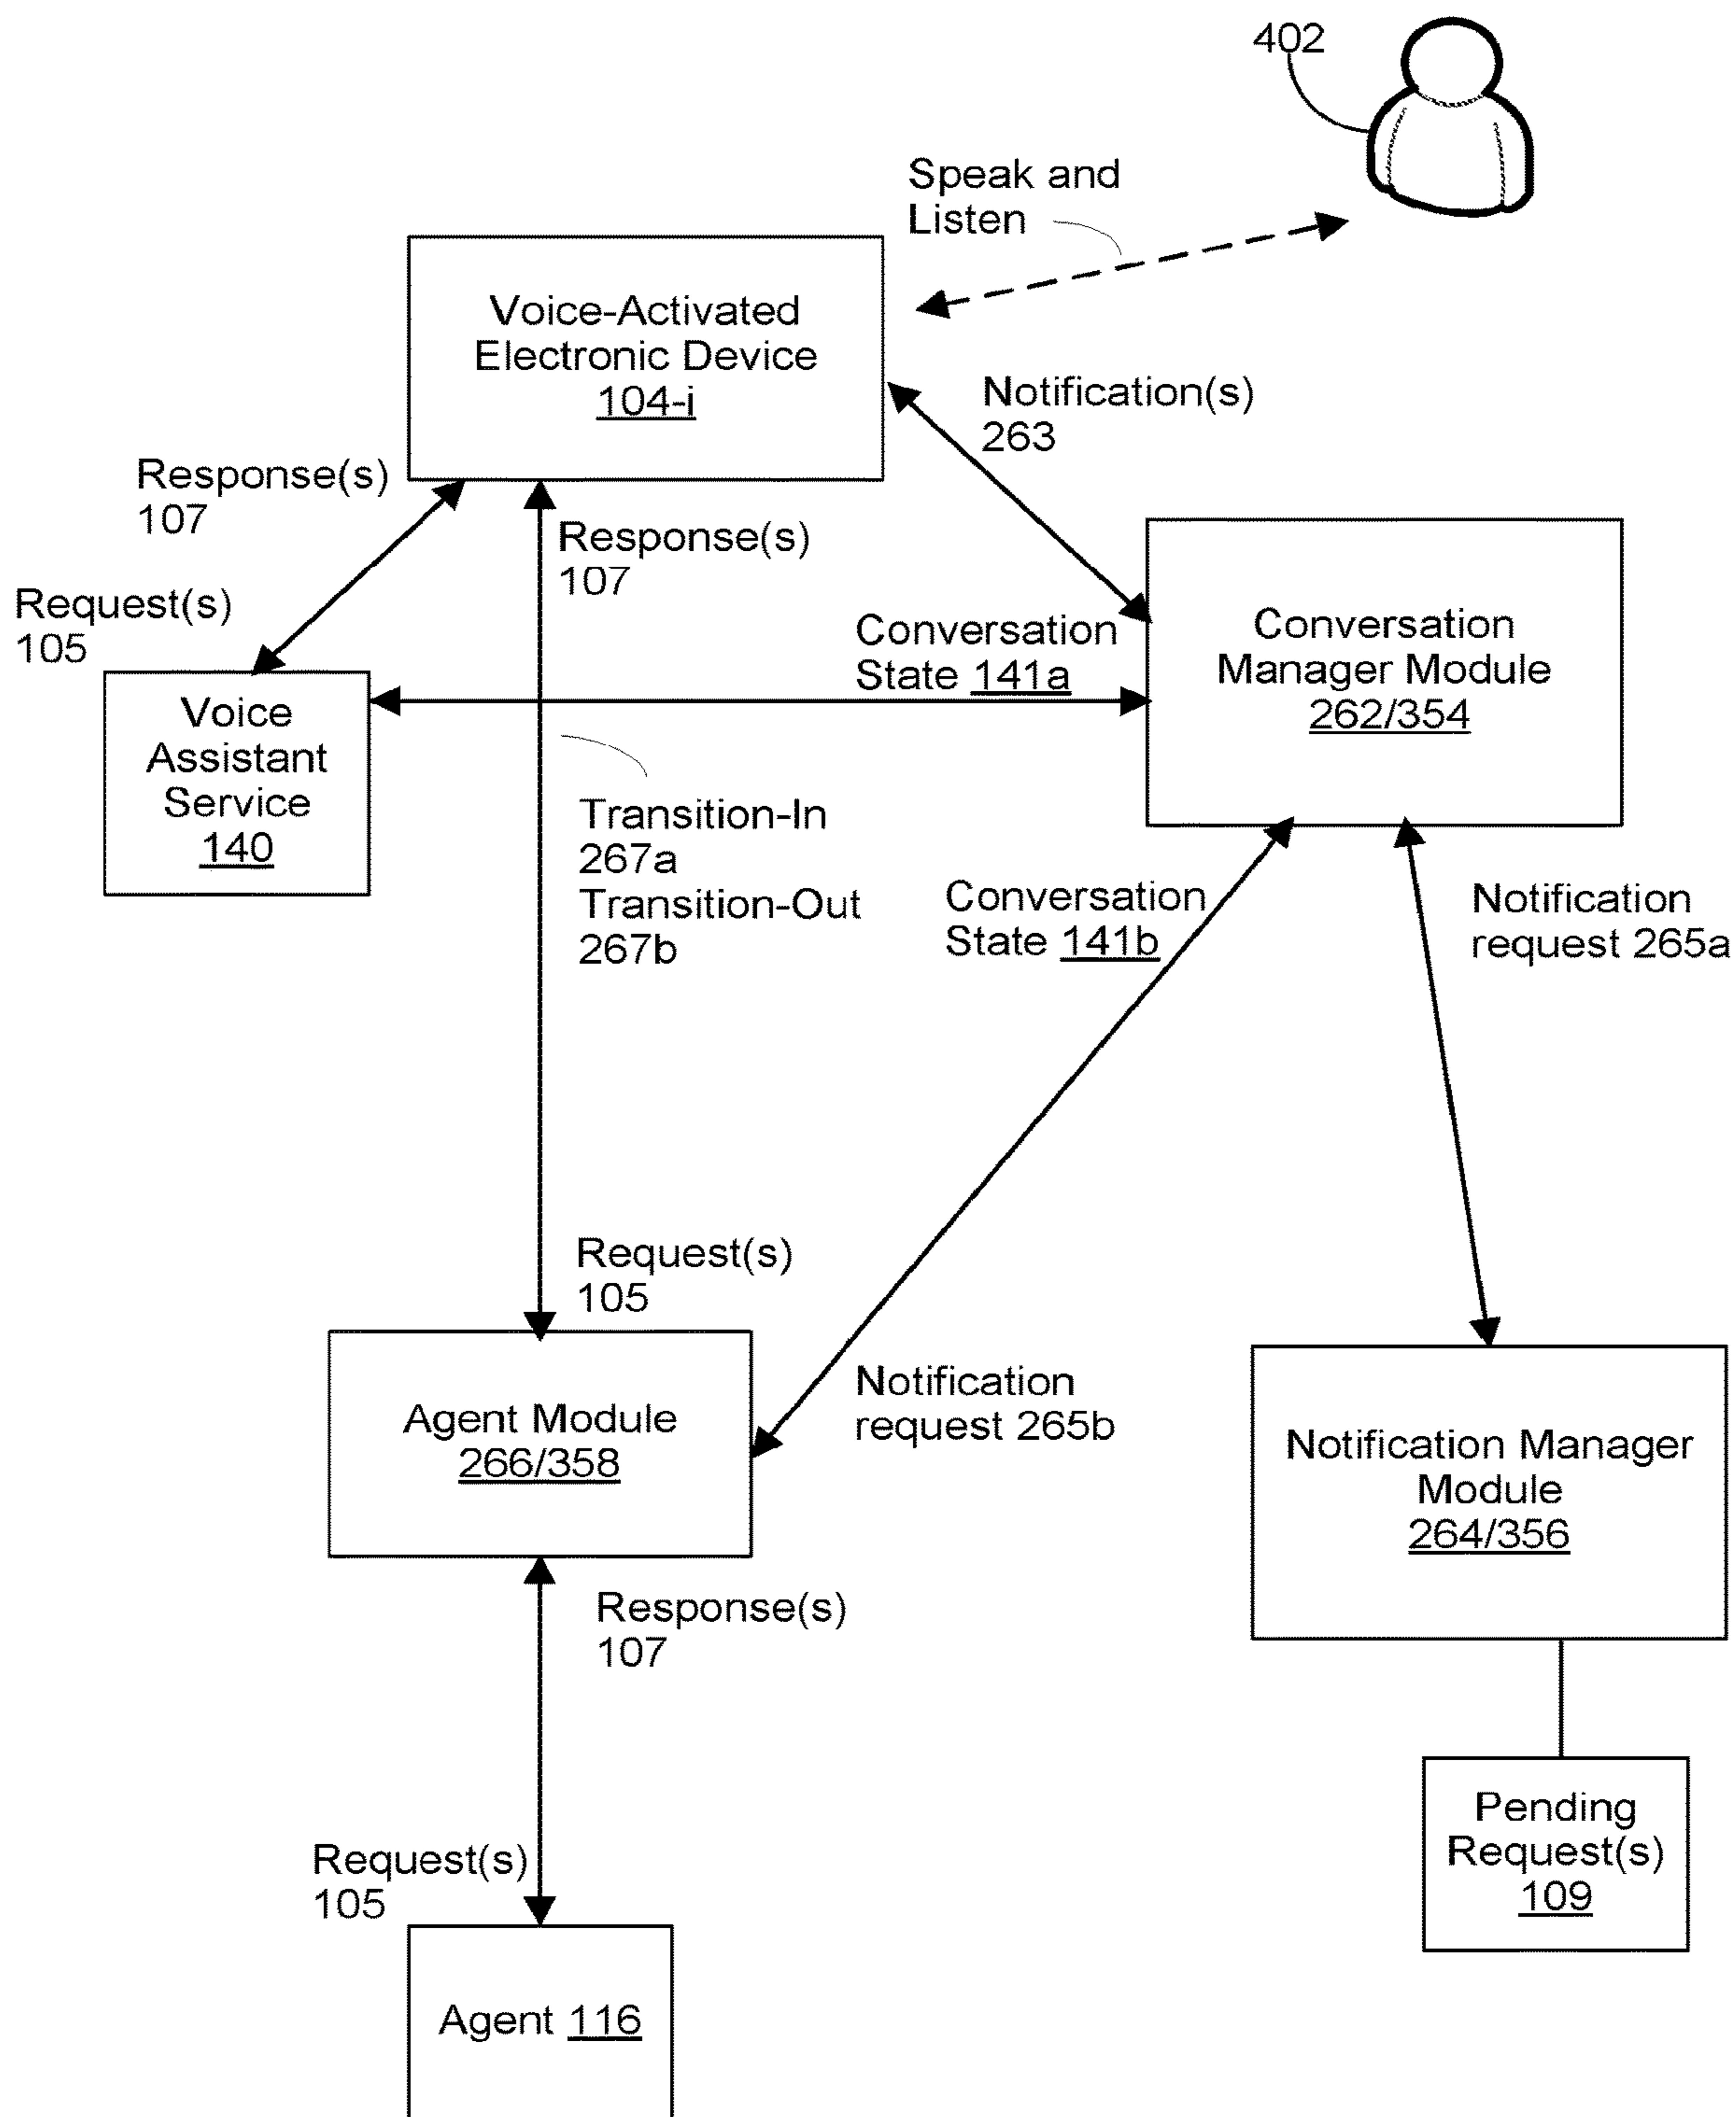 402
Speak and
Listen
Voice-Activated
Electronic Device
104-i
Notification(s)
263
Response(s)
107
Response(s)
107
Request(s)
105
Conversation
State 141a
Conversation
Manager Module
262/354
Voice
Assistant
Service
140
Transition-In
267a
Transition-Out
267b
Conversation
State 141b
Notification
request 265a
Request(s)
105
Notification
request 265b
Agent Module
266/358
Notification Manager
Module
264/356
Response(s)
107
Pending
Request(s)
109
Request(s)
105
Agent 116